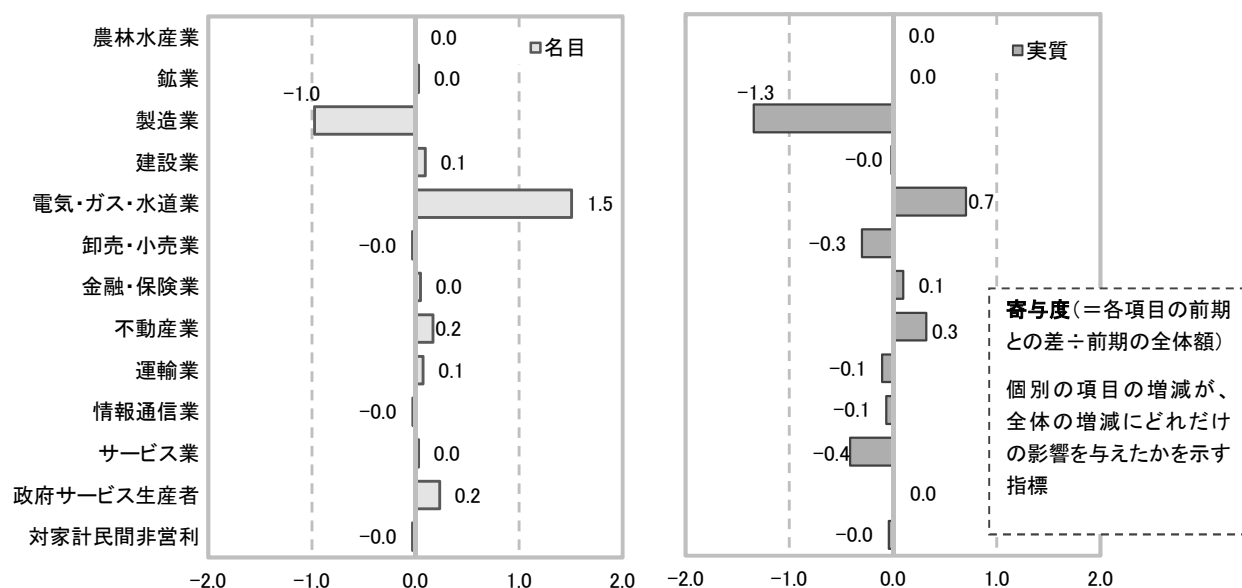 農林水産業
鉱業
製造業
建設業
電気・ガス・水道業
卸売・小売業
金融・保険業
不動産業
運輸業
情報通信業
サービス業
政府サービス生産者
対家計民間非営利
名目
0.0
0.0
−1.0
0.1
1.5
−0.0
0.0
0.2
0.1
−0.0
0.0
0.2
−0.0
−2.0 −1.0 0.0 1.0 2.0
実質
0.0
0.0
−1.3
−0.0
0.7
−0.3
0.1
0.3
−0.1
−0.1
−0.4
0.0
−0.0
−2.0 −1.0 0.0 1.0 2.0
寄与度(＝各項目の前期
との差÷前期の全体額)
個別の項目の増減が、
全体の増減にどれだけ
の影響を与えたかを示す
指標